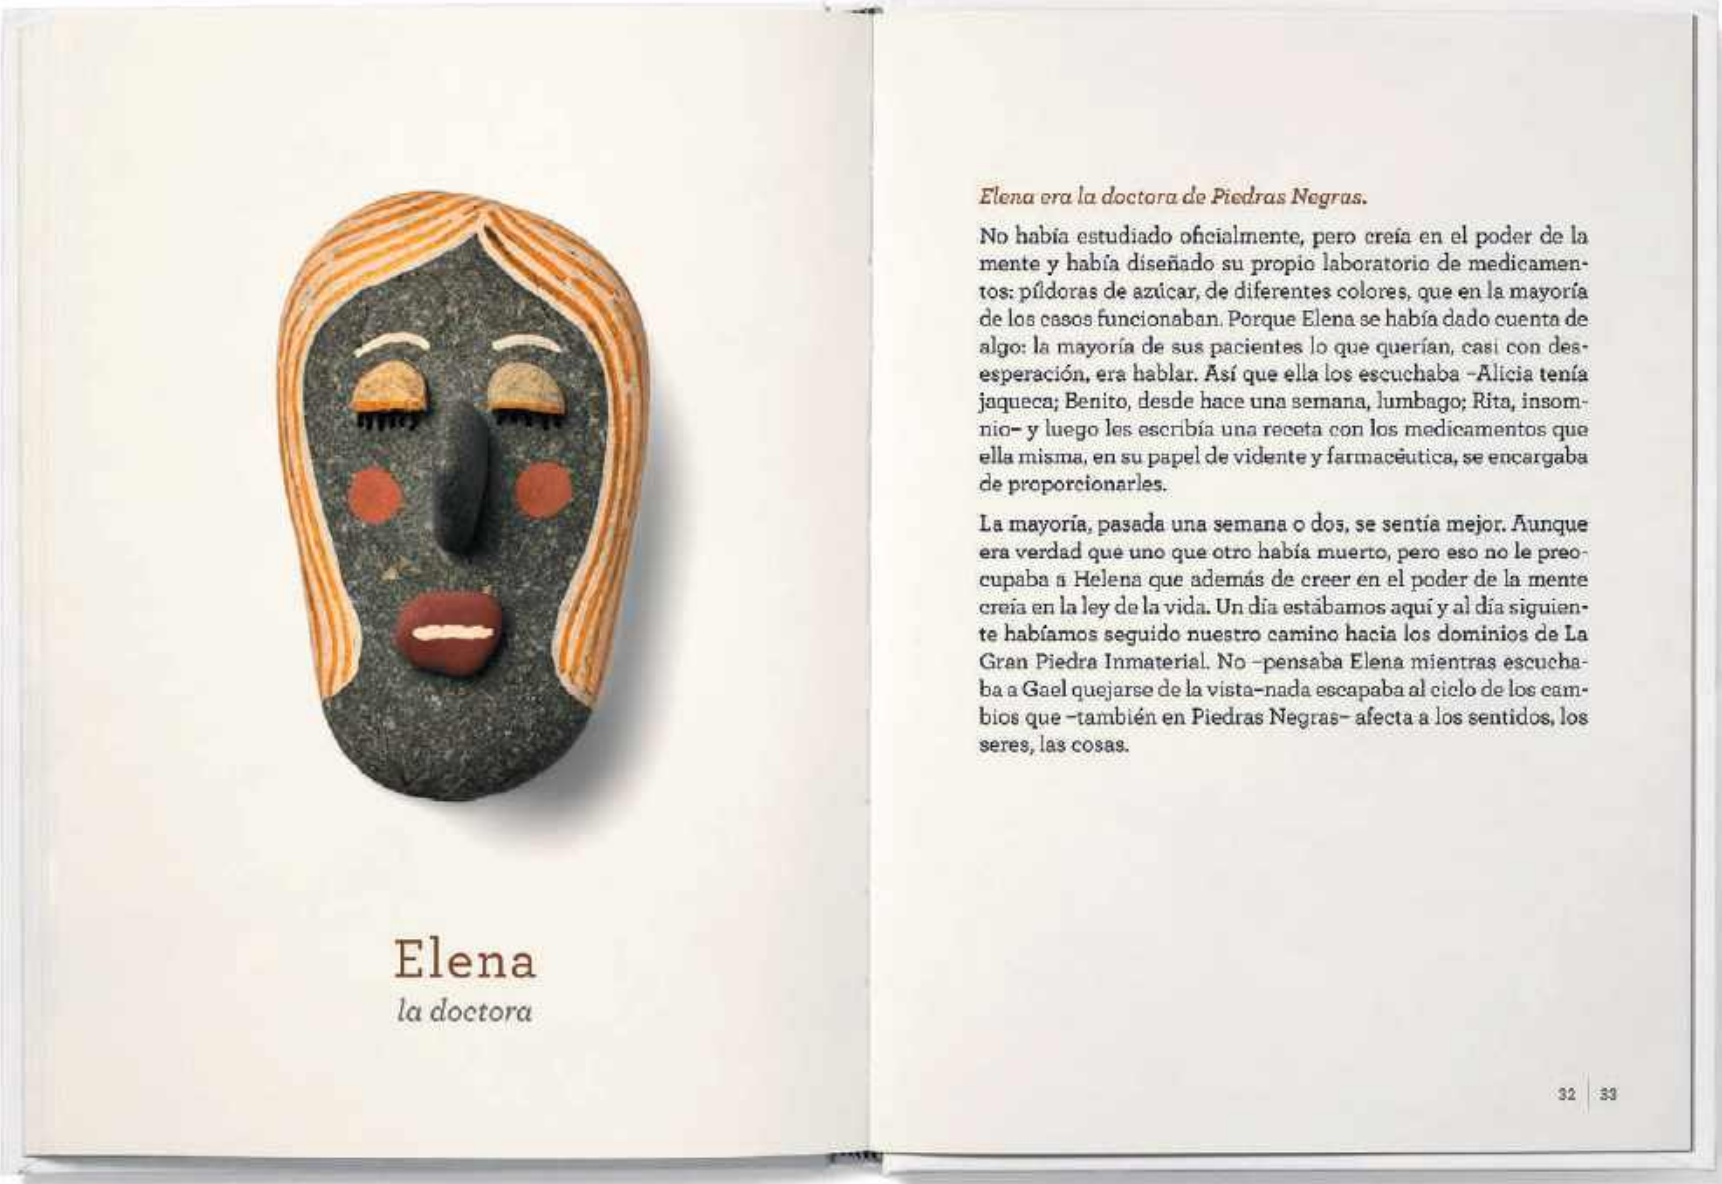 Elena
la doctora
Elena era la doctora de Piedras Negras.
No había estudiado oficialmente, pero creía en el poder de la
mente y había diseñado su propio laboratorio de medicamen-
tos: píldoras de azúcar, de diferentes colores, que en la mayoría
de los casos funcionaban. Porque Elena se había dado cuenta de
algo: la mayoría de sus pacientes lo que querían, casi con des-
esperación, era hablar. Así que ella los escuchaba –Alicia tenía
jaqueca; Benito, desde hace una semana, lumbago; Rita, insom-
nio– y luego les escribía una receta con los medicamentos que
ella misma, en su papel de vidente y farmacéutica, se encargaba
de proporcionarles.
La mayoría, pasada una semana o dos, se sentía mejor. Aunque
era verdad que uno que otro había muerto, pero eso no le preo-
cupaba a Helena que además de creer en el poder de la mente
creía en la ley de la vida. Un día estábamos aquí y al día siguien-
te habíamos seguido nuestro camino hacia los dominios de La
Gran Piedra Inmaterial. No –pensaba Elena mientras escucha-
ba a Gael quejarse de la vista–nada escapaba al ciclo de los cam-
bios que –también en Piedras Negras– afecta a los sentidos, los
seres, las cosas.
32 | 33